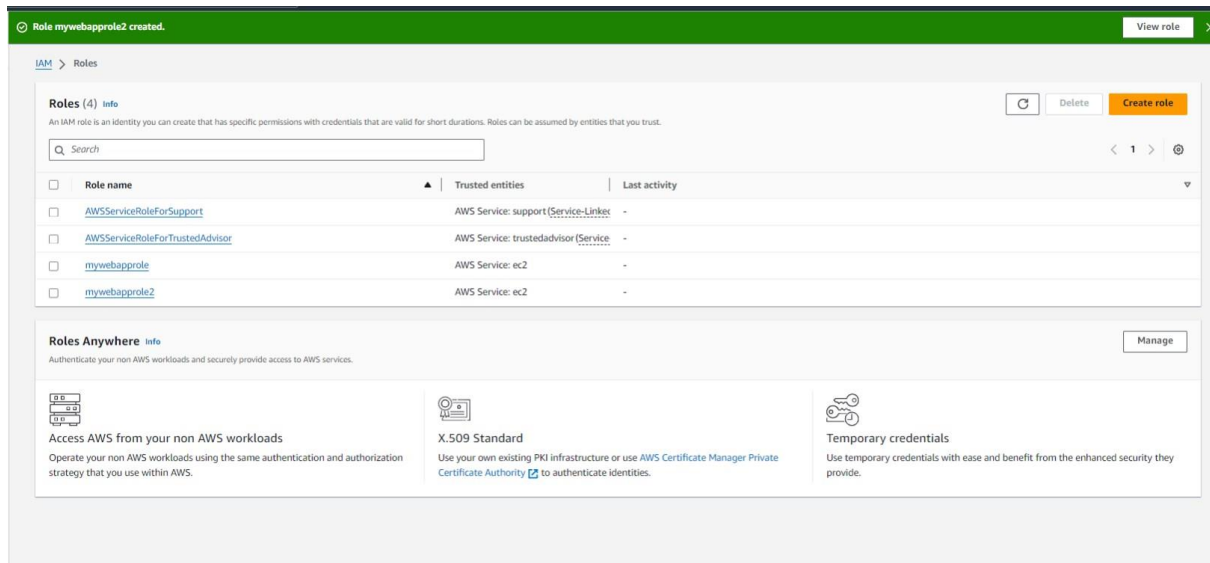 Role mywebapprole2 created.
View role
IAM > Roles
Roles (4) Info
Delete
Create role
An IAM role is an identity you can create that has specific permissions with credentials that are valid for short durations. Roles can be assumed by entities that you trust.
Search
1
Role name
Trusted entities
Last activity
AWSServiceRoleForSupport AWS Service: support (Service-Linked -
AWSServiceRoleForTrustedAdvisor AWS Service: trustedadvisor (Service -
mywebapprole AWS Service: ec2 -
mywebapprole2 AWS Service: ec2 -
Roles Anywhere Info
Manage
Authenticate your non AWS workloads and securely provide access to AWS services.
Access AWS from your non AWS workloads
Operate your non AWS workloads using the same authentication and authorization
strategy that you use within AWS.
X.509 Standard
Use your own existing PKI infrastructure or use AWS Certificate Manager Private
Certificate Authority to authenticate identities.
Temporary credentials
Use temporary credentials with ease and benefit from the enhanced security they
provide.